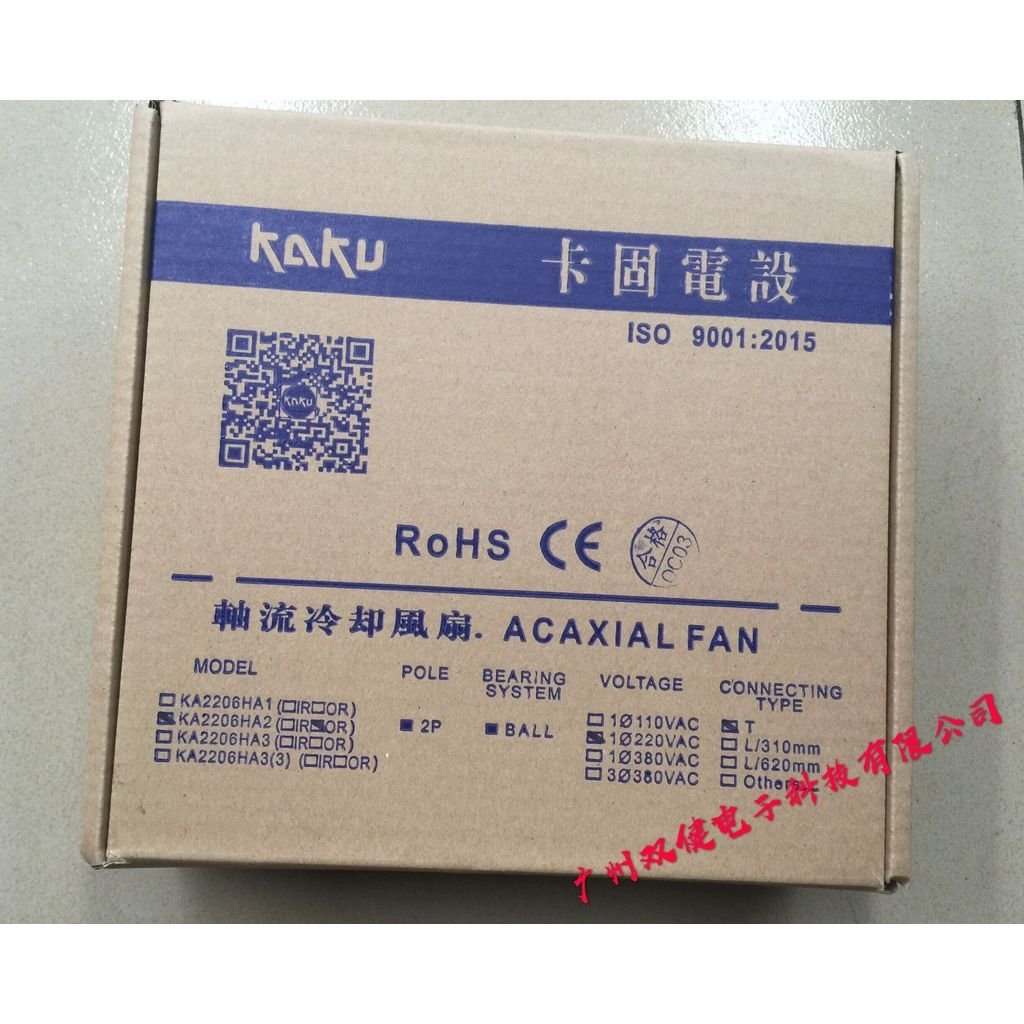 KAKU 卡固電設
ISO 9001:2015
KAKU
RoHS CE 合格 QC03
軸流冷却風扇. ACAXIAL FAN
MODEL POLE BEARING SYSTEM VOLTAGE CONNECTING TYPE
KA2206HA1 (□IR□OR) 1Ø110VAC T
KA2206HA2 (□IR■OR) ■ 2P ■ BALL 1Ø220VAC L/310mm
KA2206HA3 (□IR□OR) 1Ø380VAC L/620mm
KA2206HA3(3) (□IR□OR) 3Ø380VAC Others
广州双健电子科技有限公司